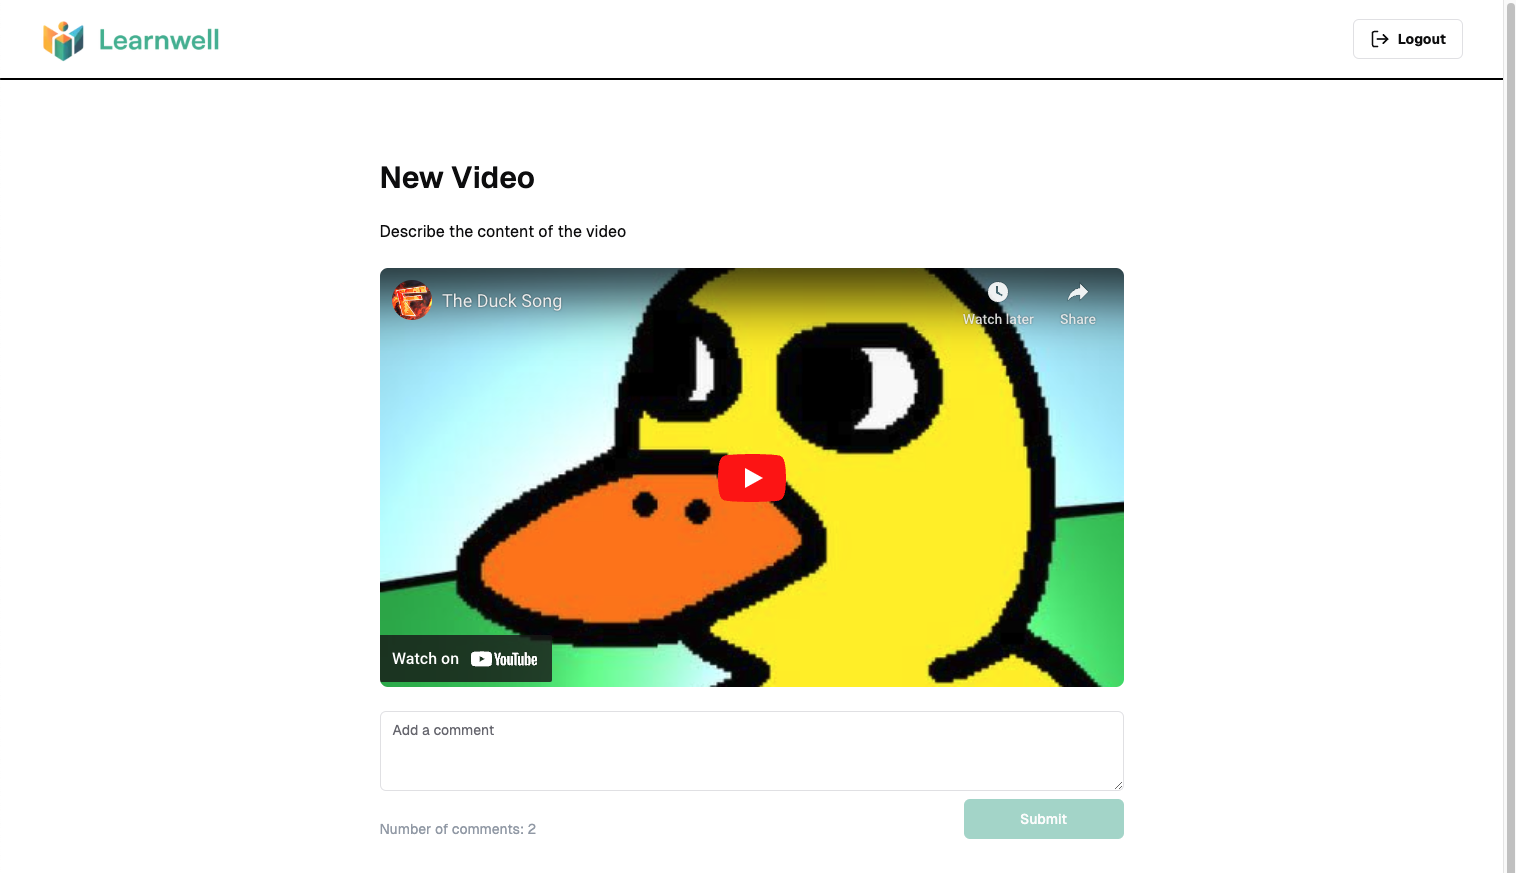 Learnwell
Logout
New Video
Describe the content of the video
The Duck Song
Watch later
Share
Watch on YouTube
Add a comment
Submit
Number of comments: 2